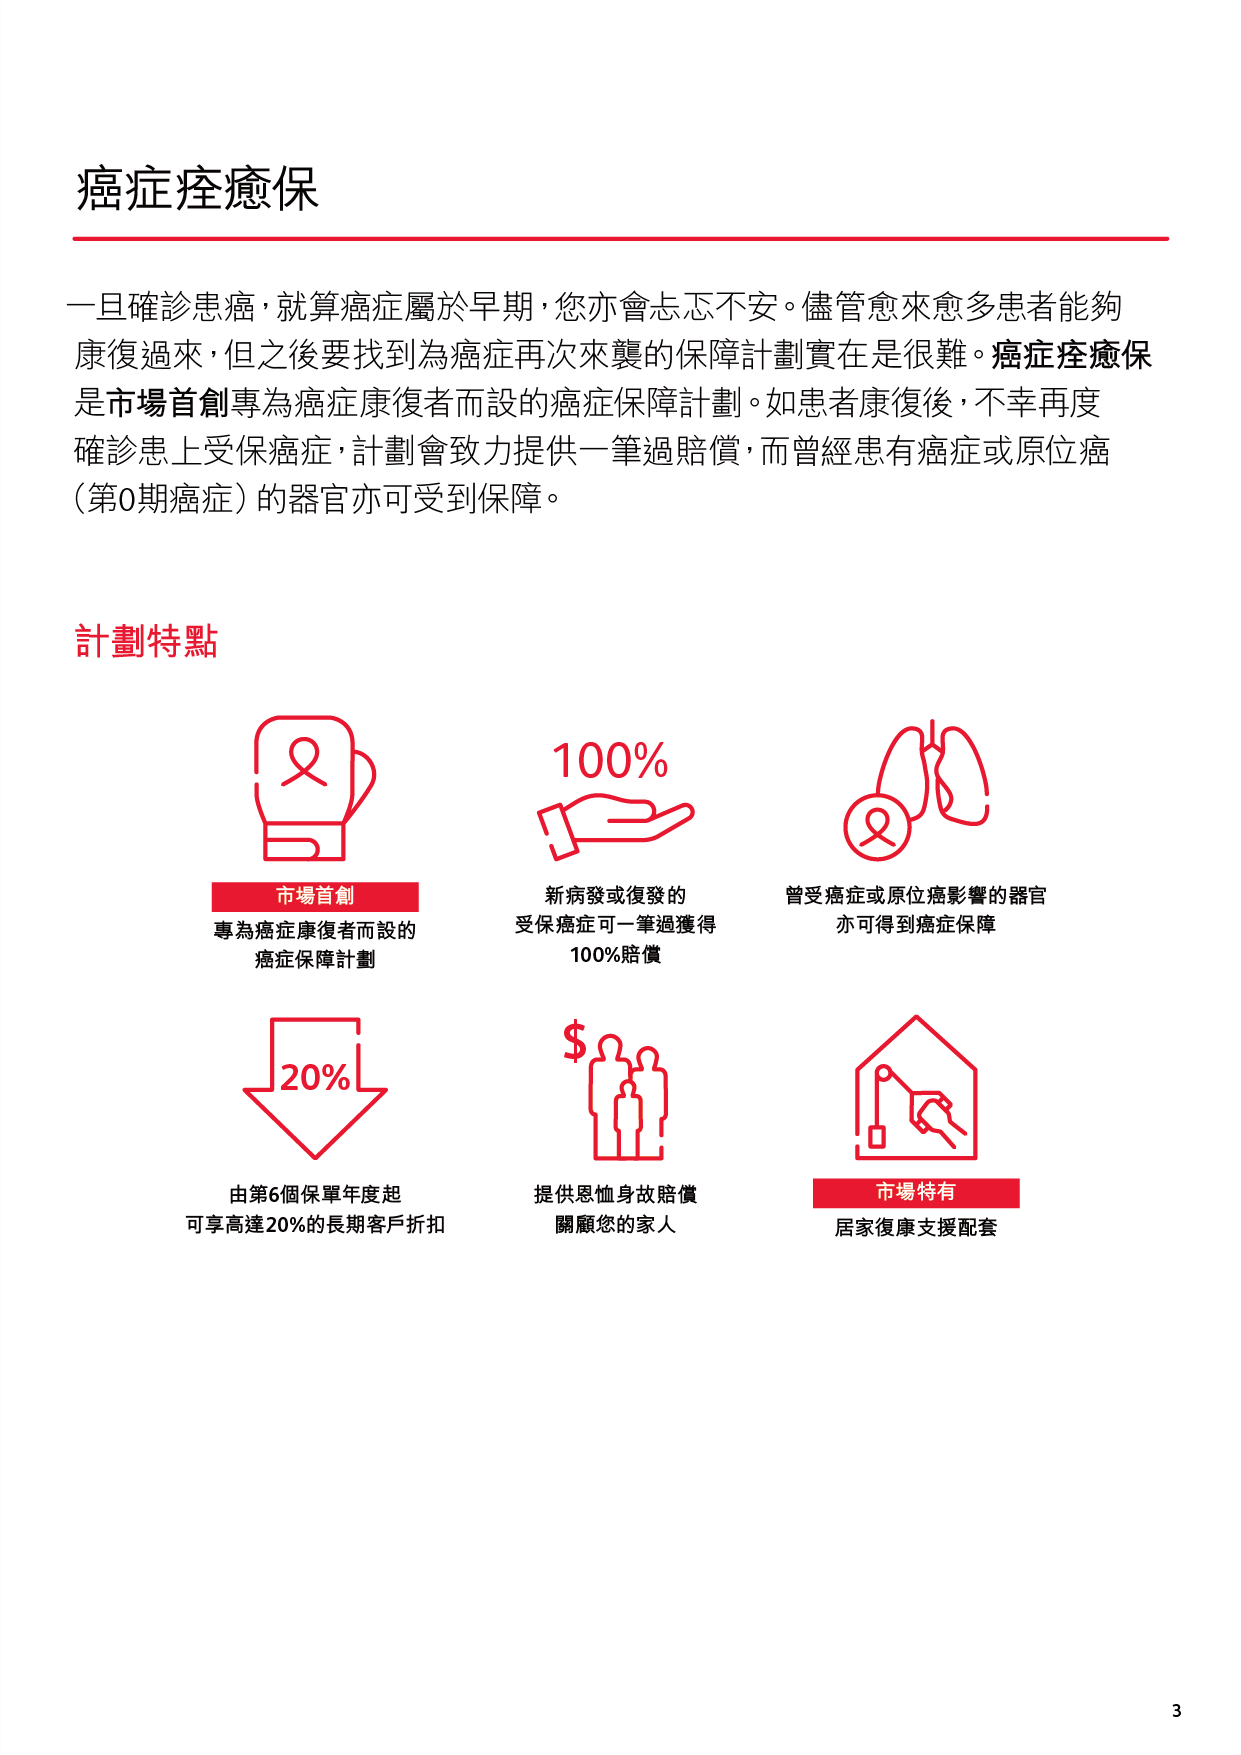 癌症痊癒保
一旦確診患癌，就算癌症屬於早期，您亦會忐忑不安。儘管愈來愈多患者能夠
康復過來，但之後要找到為癌症再次來襲的保障計劃實在是很難。癌症痊癒保
是市場首創專為癌症康復者而設的癌症保障計劃。如患者康復後，不幸再度
確診患上受保癌症，計劃會致力提供一筆過賠償，而曾經患有癌症或原位癌
（第0期癌症）的器官亦可受到保障。
計劃特點
市場首創
專為癌症康復者而設的
癌症保障計劃
100%
新病發或復發的
受保癌症可一筆過獲得
100%賠償
曾受癌症或原位癌影響的器官
亦可得到癌症保障
20%
由第6個保單年度起
可享高達20%的長期客戶折扣
$
提供恩恤身故賠償
關顧您的家人
市場特有
居家復康支援配套
3